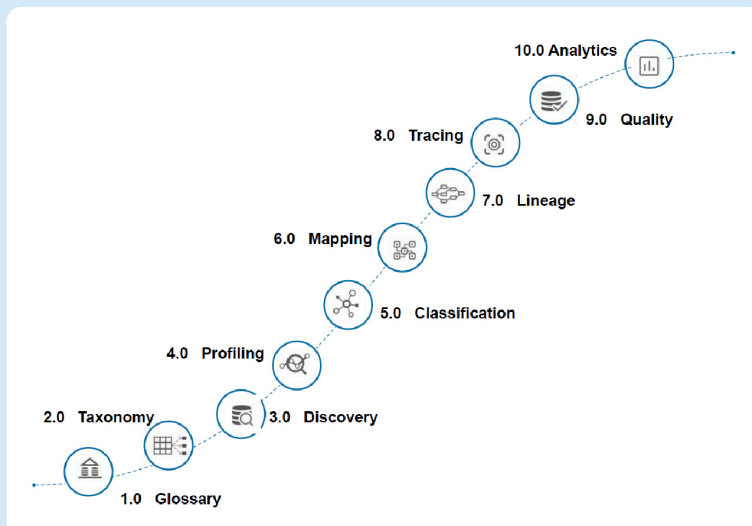 10.0 Analytics
9.0 Quality
8.0 Tracing
7.0 Lineage
6.0 Mapping
5.0 Classification
4.0 Profiling
3.0 Discovery
2.0 Taxonomy
1.0 Glossary